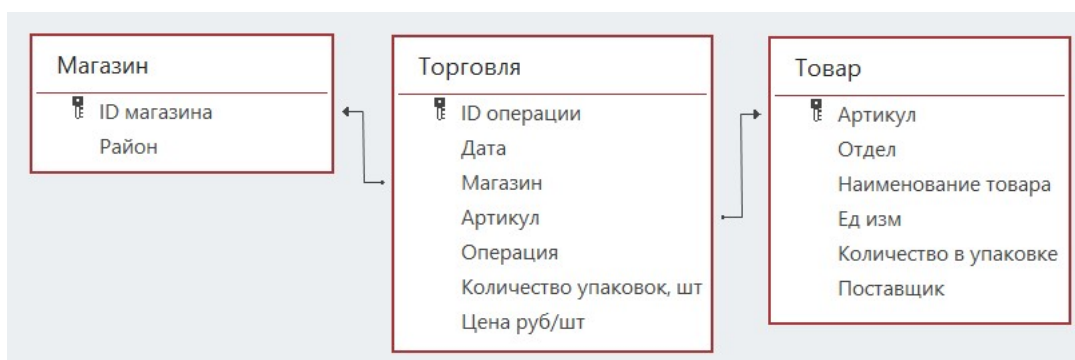 Магазин
ID магазина
Район
Торговля
ID операции
Дата
Магазин
Артикул
Операция
Количество упаковок, шт
Цена руб/шт
Товар
Артикул
Отдел
Наименование товара
Ед изм
Количество в упаковке
Поставщик